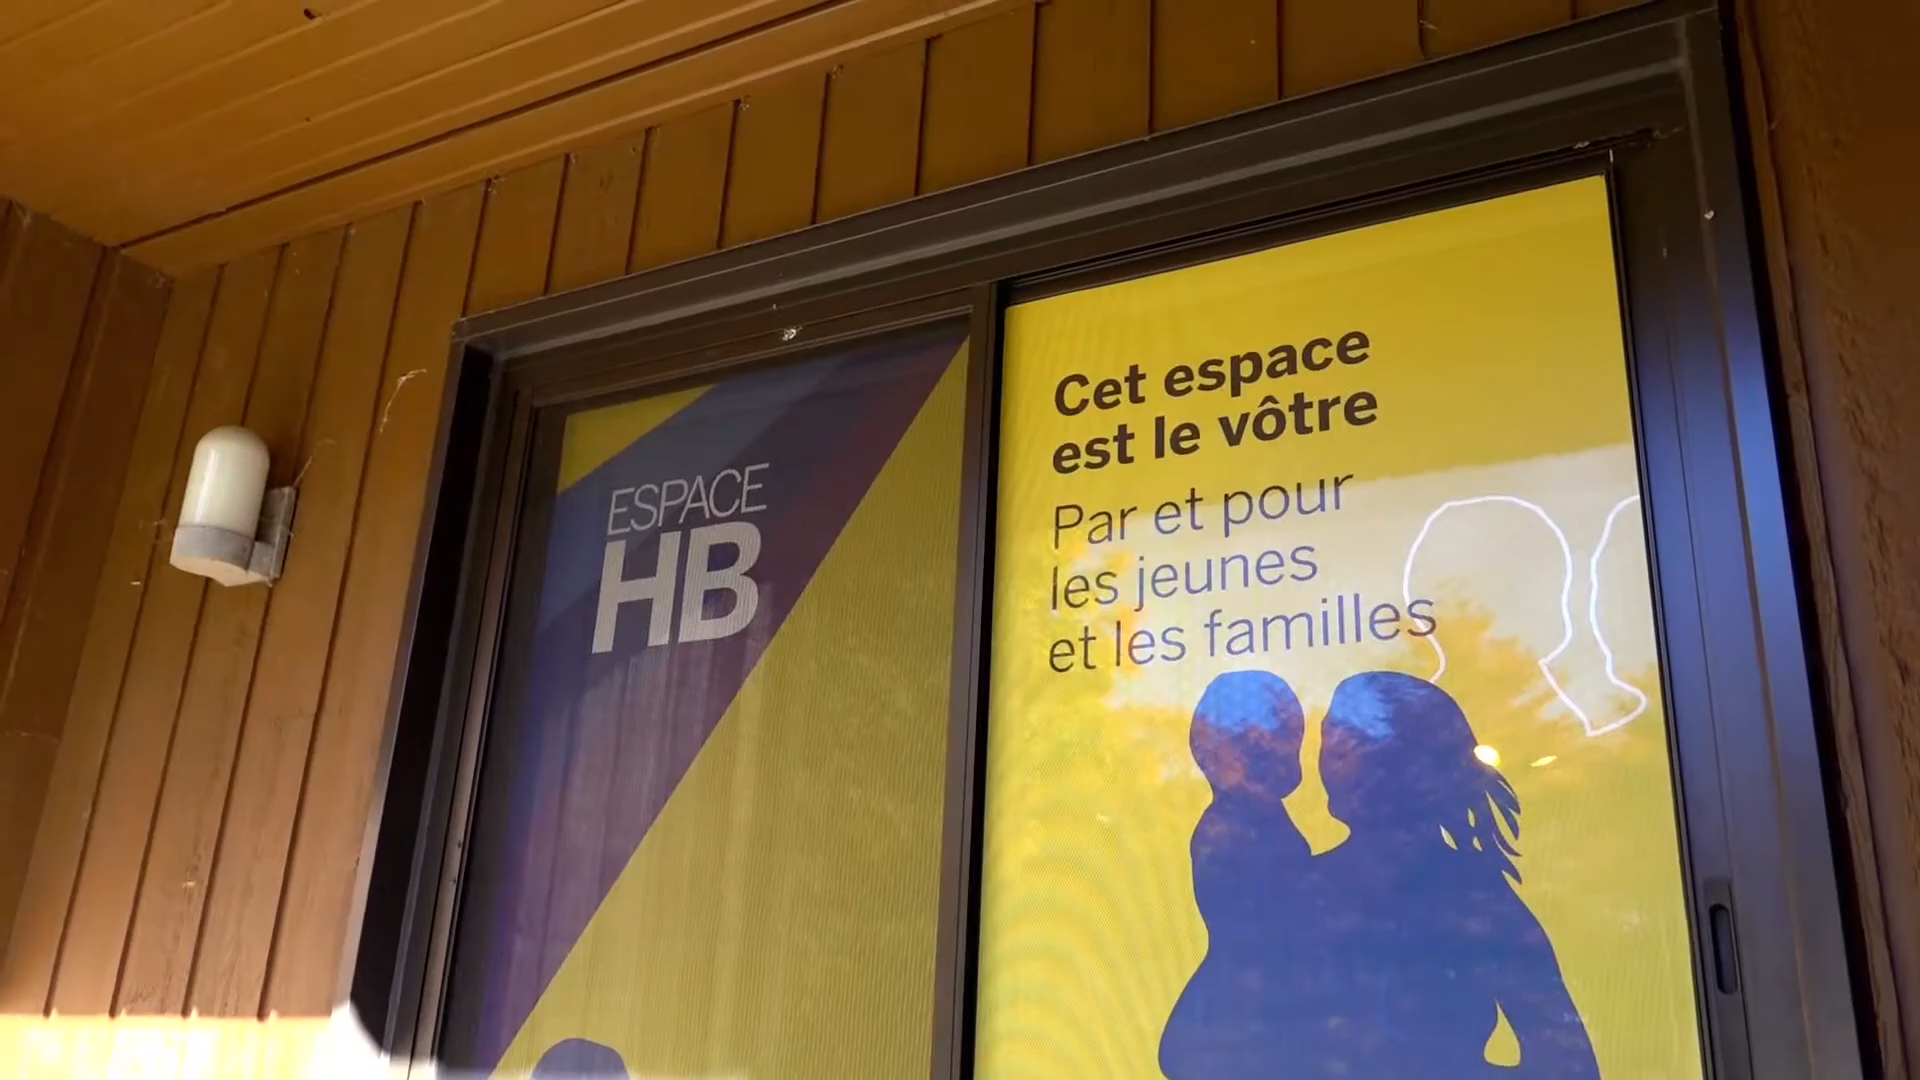 ESPACE
HB
Cet espace
est le vôtre
Par et pour
les jeunes
et les familles